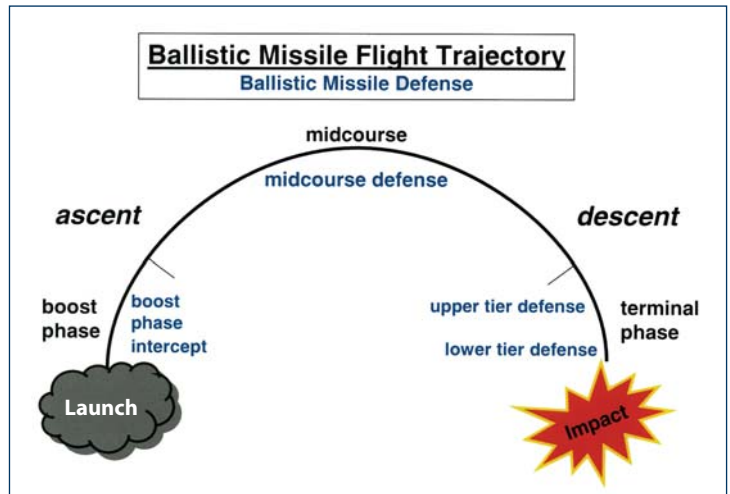 Ballistic Missile Flight Trajectory
Ballistic Missile Defense
midcourse
midcourse defense
ascent
descent
boost
phase
boost
phase
intercept
upper tier defense
lower tier defense
terminal
phase
Launch
Impact